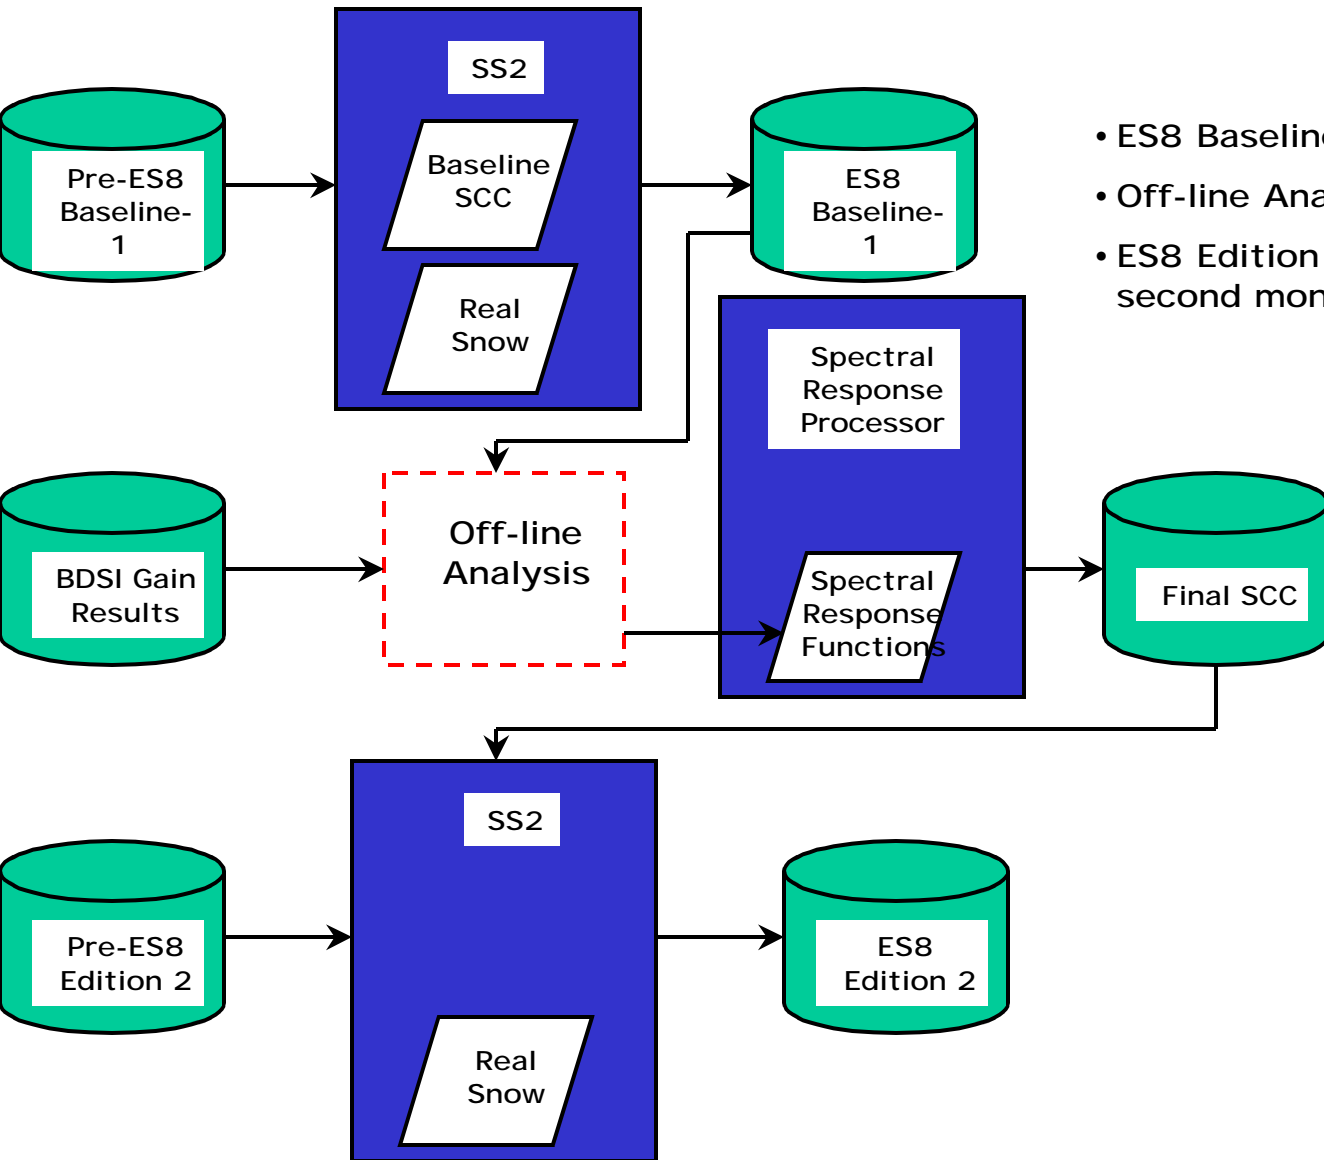 SS2
Pre-ES8
Baseline-
1
Baseline
SCC
ES8
Baseline-
1
Real
Snow
• ES8 Baseline
• Off-line Ana
• ES8 Edition
second mon
Spectral
Response
Processor
BDSI Gain
Results
Off-line
Analysis
Spectral
Response
Functions
Final SCC
SS2
Pre-ES8
Edition 2
ES8
Edition 2
Real
Snow